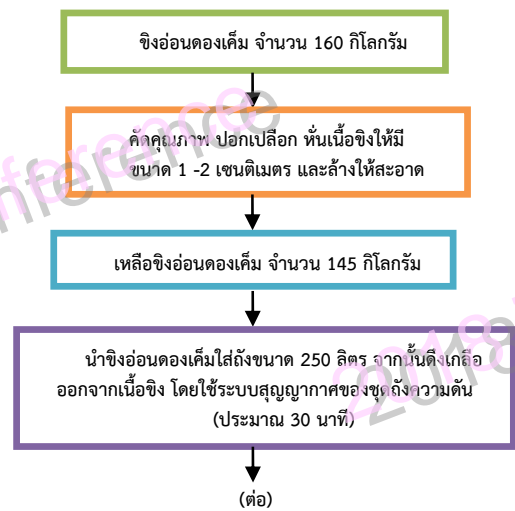 ขิงอ่อนดองเค็ม จำนวน 160 กิโลกรัม
คัดคุณภาพ ปอกเปลือก หั่นเนื้อขิงให้มี
ขนาด 1 -2 เซนติเมตร และล้างให้สะอาด
เหลือขิงอ่อนดองเค็ม จำนวน 145 กิโลกรัม
นำขิงอ่อนดองเค็มใส่ถังขนาด 250 ลิตร จากนั้นดึงเกลือ
ออกจากเนื้อขิง โดยใช้ระบบสุญญากาศของชุดถังความดัน
(ประมาณ 30 นาที)
(ต่อ)
nference
2018